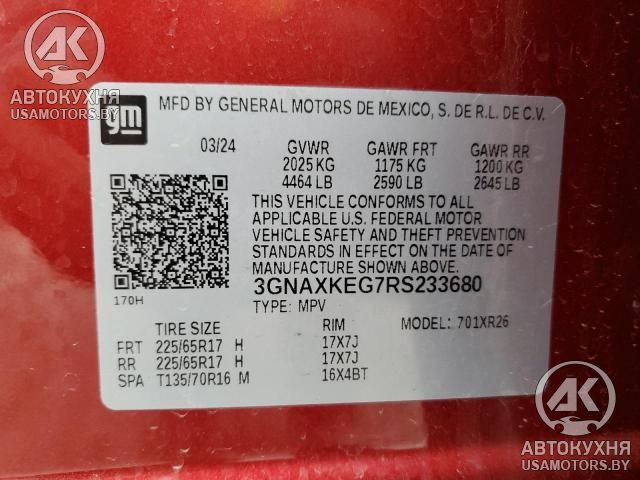 АК
АВТОКУХНЯ
USAMOTORS.BY
gm
MFD BY GENERAL MOTORS DE MEXICO, S. DE R.L. DE C.V.
03/24 GVWR GAWR FRT GAWR RR
2025 KG 1175 KG 1200 KG
4464 LB 2590 LB 2645 LB
THIS VEHICLE CONFORMS TO ALL
APPLICABLE U.S. FEDERAL MOTOR
VEHICLE SAFETY AND THEFT PREVENTION
STANDARDS IN EFFECT ON THE DATE OF
MANUFACTURE SHOWN ABOVE.
170H
3GNAXKEG7RS233680
TYPE: MPV
TIRE SIZE RIM MODEL: 701XR26
FRT 225/65R17 H 17X7J
RR 225/65R17 H 17X7J
SPA T135/70R16 M 16X4BT
АК
АВТОКУХНЯ
USAMOTORS.BY